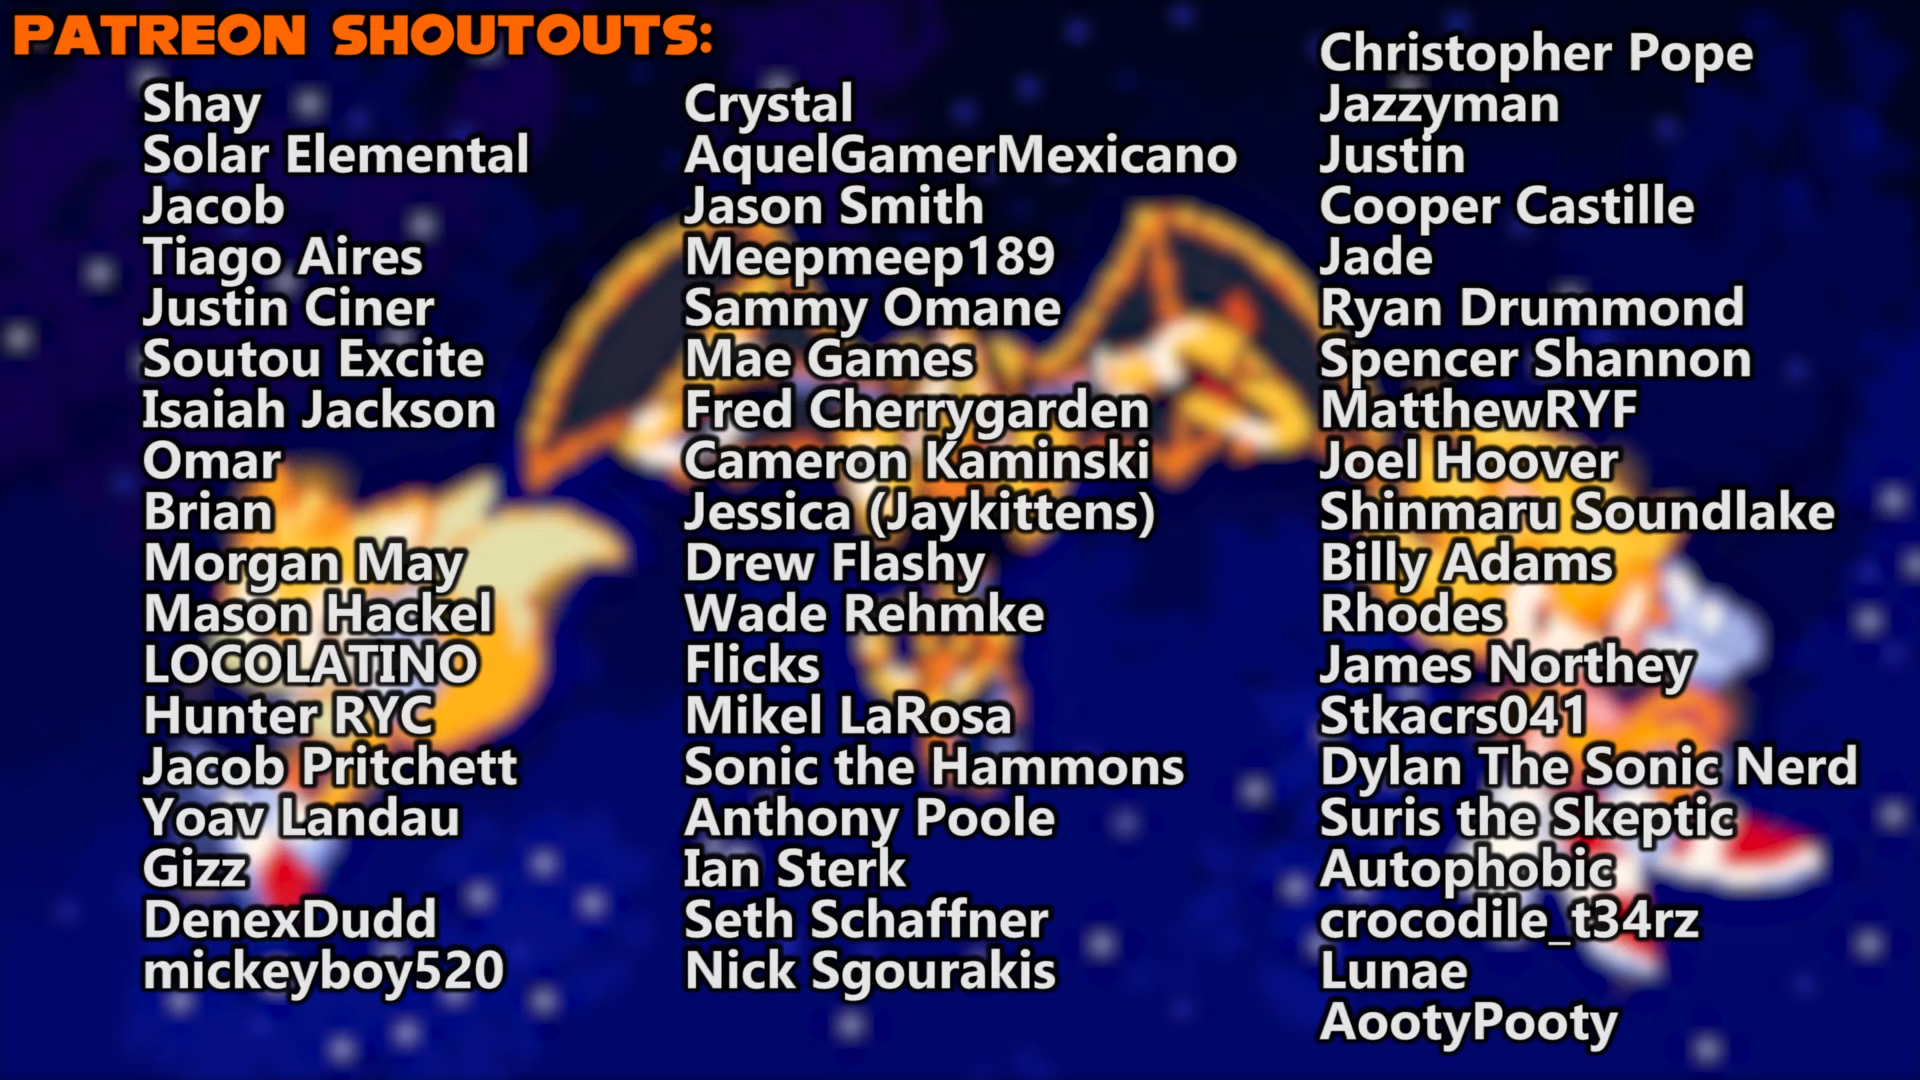 PATREON SHOUTOUTS:
Shay
Solar Elemental
Jacob
Tiago Aires
Justin Ciner
Soutou Excite
Isaiah Jackson
Omar
Brian
Morgan May
Mason Hackel
LOCOLATINO
Hunter RYC
Jacob Pritchett
Yoav Landau
Gizz
DenexDudd
mickeyboy520
Crystal
AquelGamerMexicano
Jason Smith
Meepmeep189
Sammy Omane
Mae Games
Fred Cherrygarden
Cameron Kaminski
Jessica (Jaykittens)
Drew Flashy
Wade Rehmke
Flicks
Mikel LaRosa
Sonic the Hammons
Anthony Poole
Ian Sterk
Seth Schaffner
Nick Sgourakis
Christopher Pope
Jazzyman
Justin
Cooper Castille
Jade
Ryan Drummond
Spencer Shannon
MatthewRYF
Joel Hoover
Shinmaru Soundlake
Billy Adams
Rhodes
James Northey
Stkacrs041
Dylan The Sonic Nerd
Suris the Skeptic
Autophobic
crocodile_t34rz
Lunae
AootyPooty